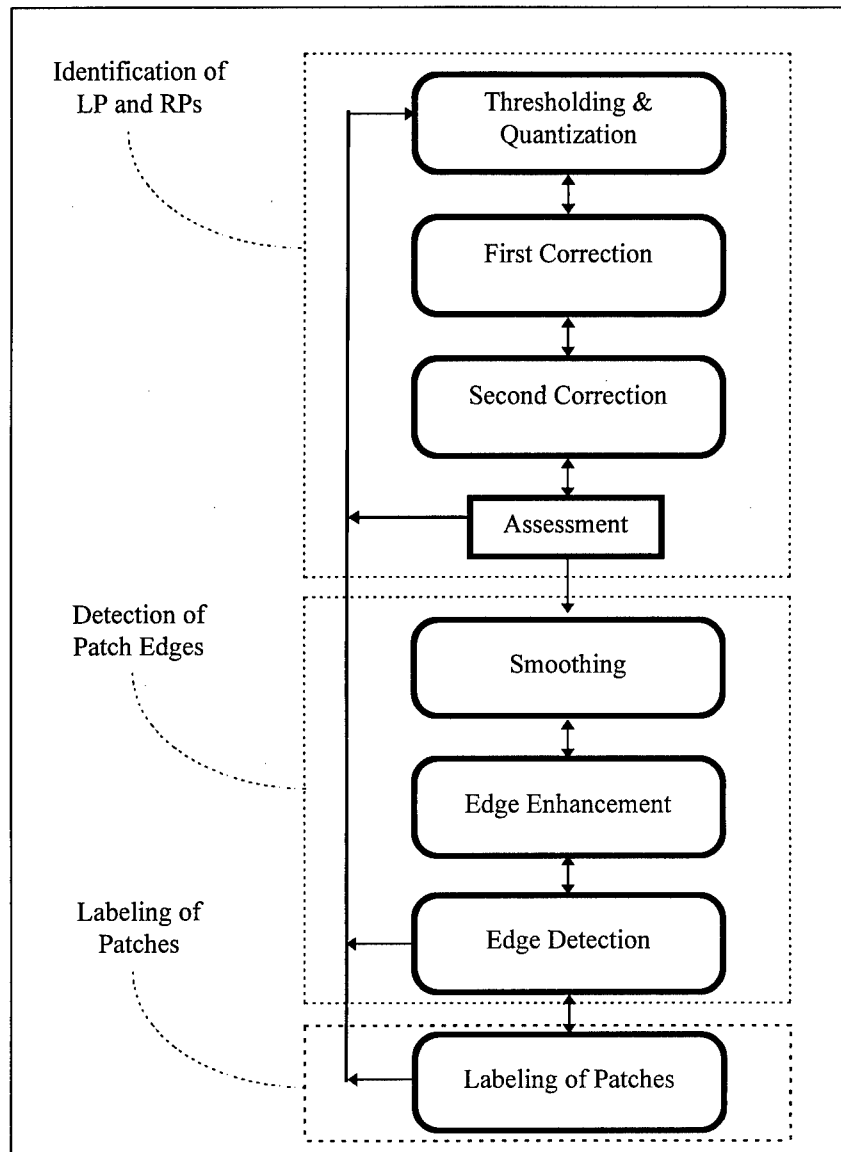 Identification of
LP and RPs
Thresholding &
Quantization
First Correction
Second Correction
Assessment
Detection of
Patch Edges
Smoothing
Edge Enhancement
Labeling of
Patches
Edge Detection
Labeling of Patches